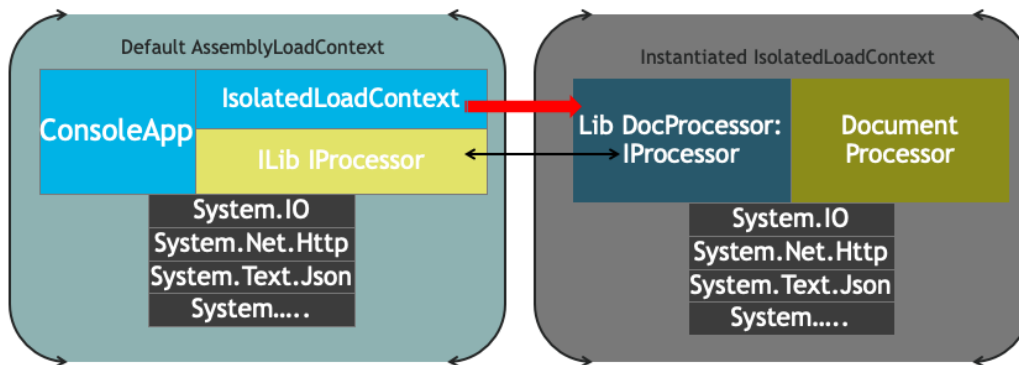 Default AssemblyLoadContext
ConsoleApp
IsolatedLoadContext
ILib IProcessor
System.IO
System.Net.Http
System.Text.Json
System.....
Instantiated IsolatedLoadContext
Lib DocProcessor:
IProcessor
Document
Processor
System.IO
System.Net.Http
System.Text.Json
System.....